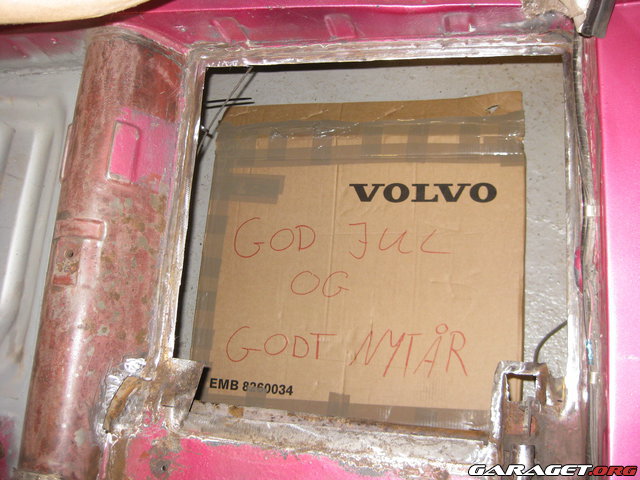 VOLVO
GOD JUL
OG
GODT NYTÅR
EMB 8260034
GARAGET.ORG